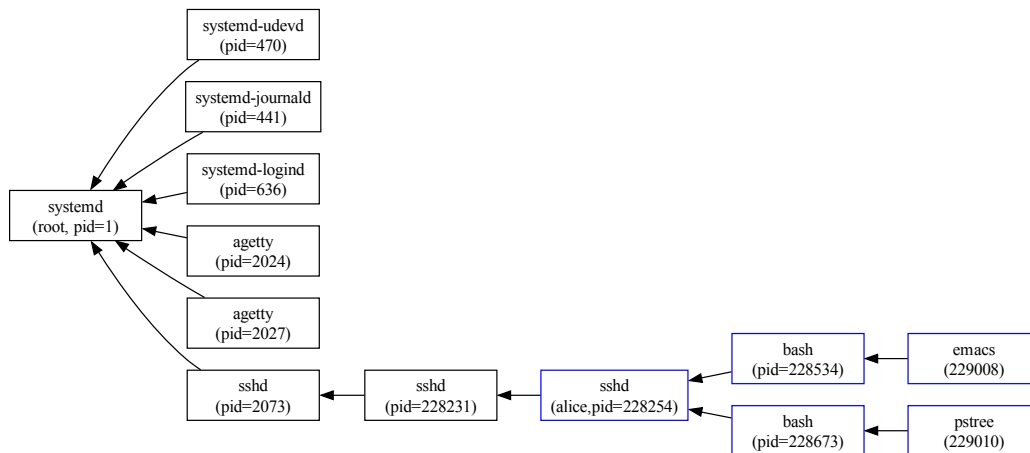 systemd-udevd
(pid=470)
systemd-journald
(pid=441)
systemd-logind
(pid=636)
systemd
(root, pid=1)
agetty
(pid=2024)
agetty
(pid=2027)
bash
(pid=228534)
emacs
(229008)
sshd
(pid=2073)
sshd
(pid=228231)
sshd
(alice,pid=228254)
bash
(pid=228673)
pstree
(229010)